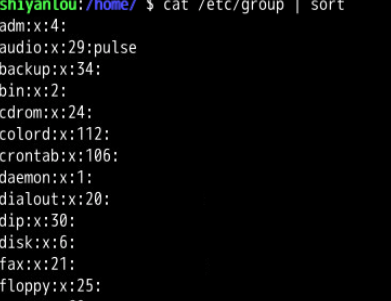 shiyanlou:/home/ $ cat /etc/group | sort
adm:x:4:
audio:x:29:pulse
backup:x:34:
bin:x:2:
cdrom:x:24:
colord:x:112:
crontab:x:106:
daemon:x:1:
dialout:x:20:
dip:x:30:
disk:x:6:
fax:x:21:
floppy:x:25: